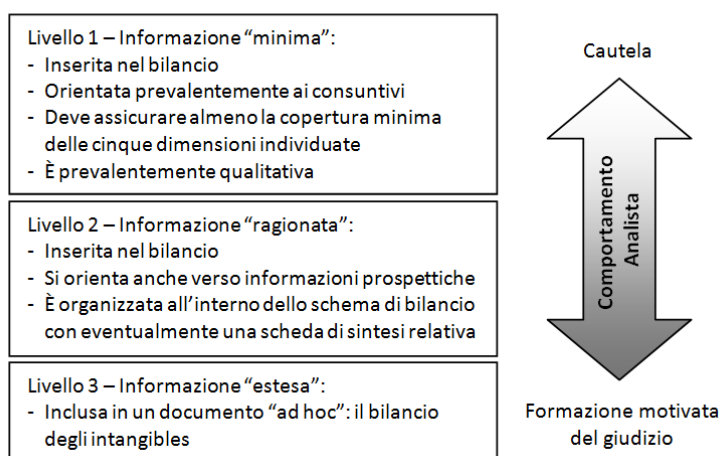 Livello 1 – Informazione “minima”:
- Inserita nel bilancio
- Orientata prevalentemente ai consuntivi
- Deve assicurare almeno la copertura minima
delle cinque dimensioni individuate
- È prevalentemente qualitativa
Livello 2 – Informazione “ragionata”:
- Inserita nel bilancio
- Si orienta anche verso informazioni prospettiche
- È organizzata all’interno dello schema di bilancio
con eventualmente una scheda di sintesi relativa
Livello 3 – Informazione “estesa”:
- Inclusa in un documento “ad hoc”: il bilancio
degli intangibles
Cautela
Comportamento
Analista
Formazione motivata
del giudizio